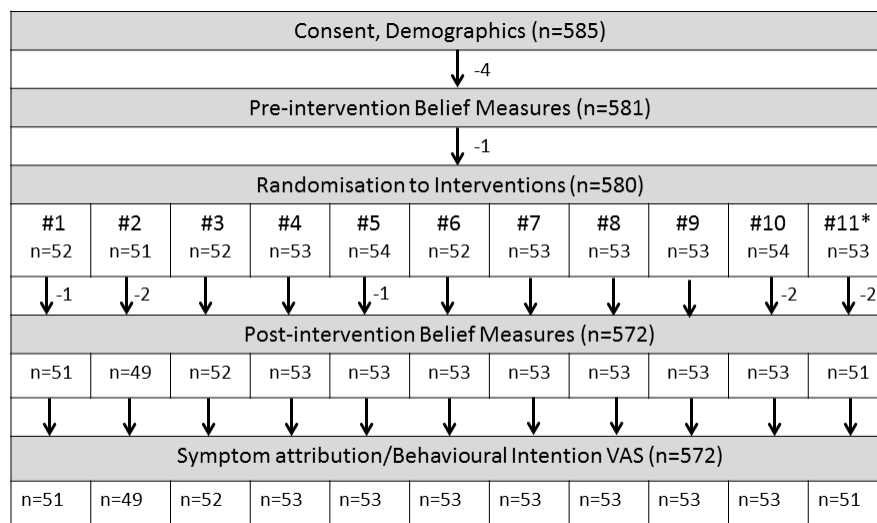 Consent, Demographics (n=585)
-4
Pre-intervention Belief Measures (n=581)
-1
Randomisation to Interventions (n=580)
#1 #2 #3 #4 #5 #6 #7 #8 #9 #10 #11*
n=52 n=51 n=52 n=53 n=54 n=52 n=53 n=53 n=53 n=54 n=53
-1 -2 -1 -2 -2
Post-intervention Belief Measures (n=572)
n=51 n=49 n=52 n=53 n=53 n=53 n=53 n=53 n=53 n=53 n=51
Symptom attribution/Behavioural Intention VAS (n=572)
n=51 n=49 n=52 n=53 n=53 n=53 n=53 n=53 n=53 n=53 n=51